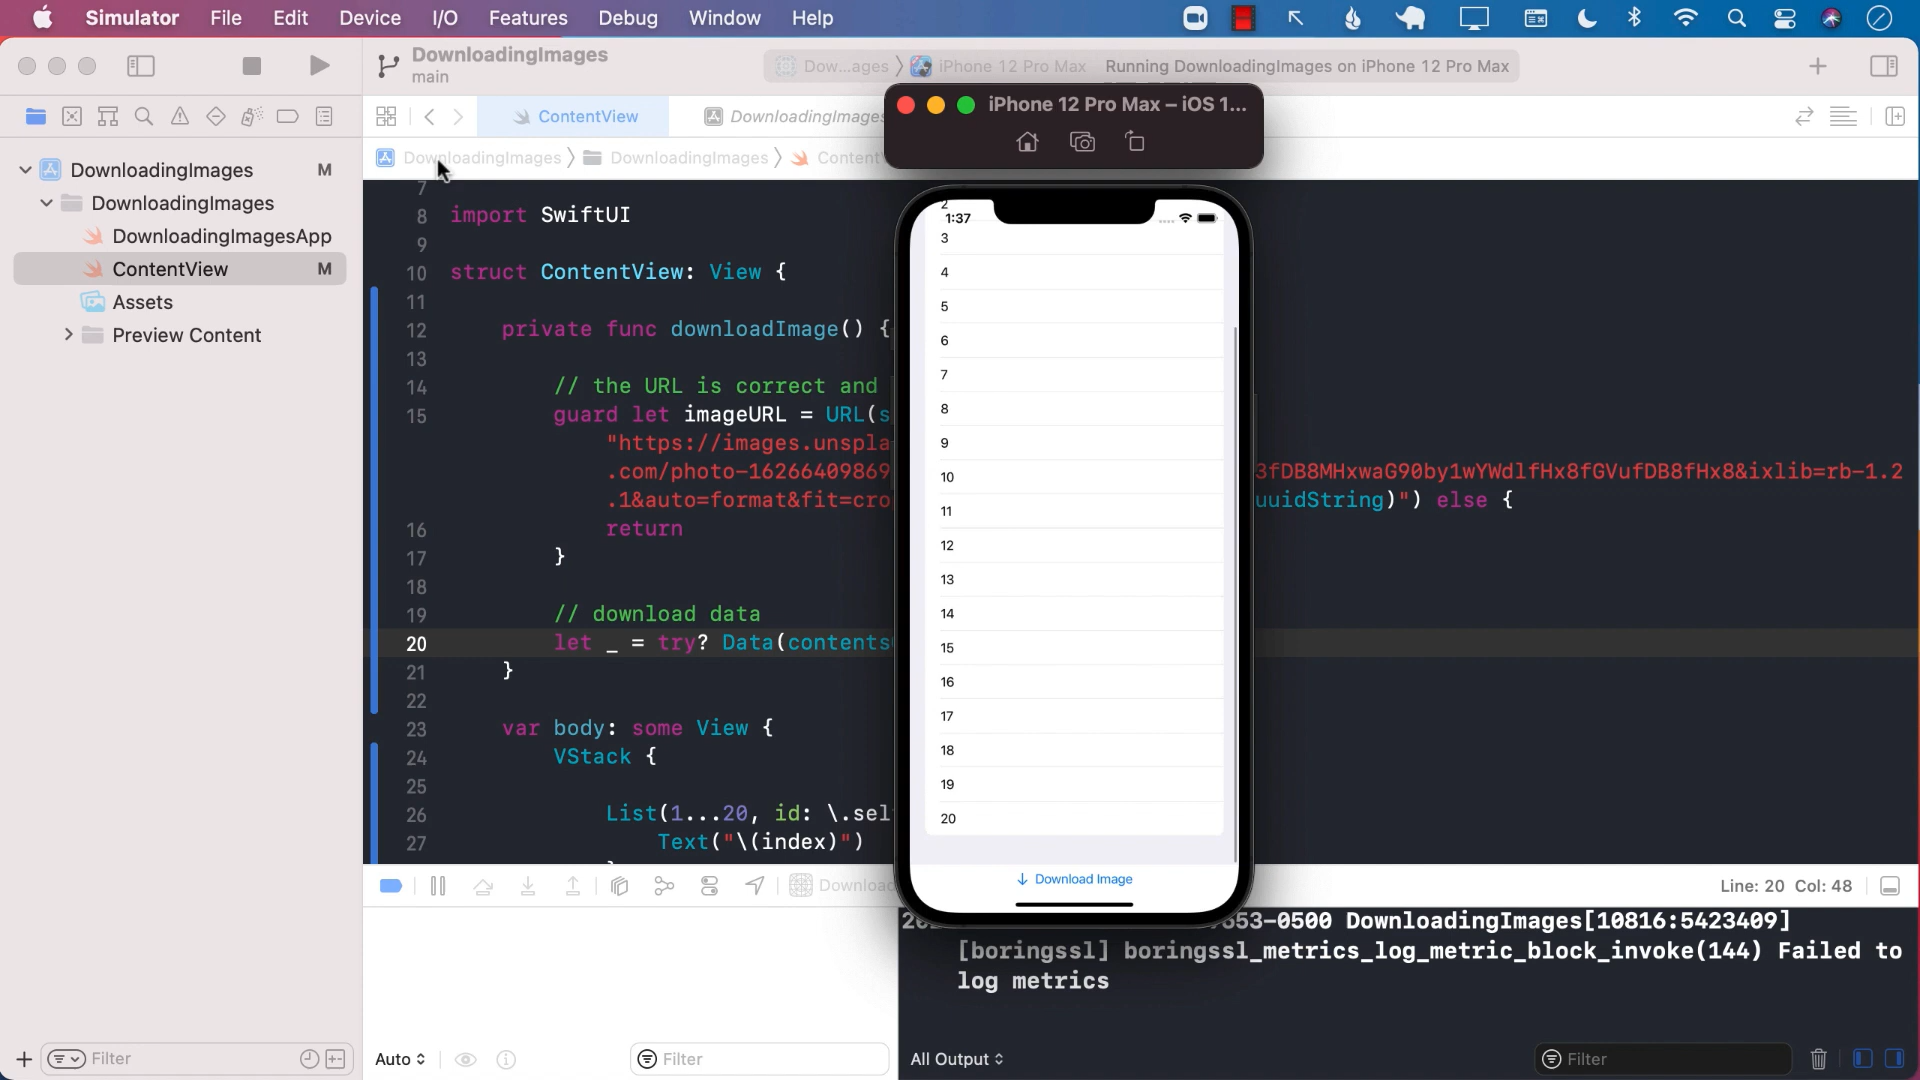 Simulator File Edit Device I/O Features Debug Window Help
DownloadingImages
main
Dow...ages iPhone 12 Pro Max Running DownloadingImages on iPhone 12 Pro Max
iPhone 12 Pro Max – iOS 1...
ContentView
DownloadingImages
DownloadingImages DownloadingImages Content
DownloadingImages M
DownloadingImages
DownloadingImagesApp
ContentView M
Assets
Preview Content
7
8 import SwiftUI
9
10 struct ContentView: View {
11
12 private func downloadImage() {
13
14 // the URL is correct and
15 guard let imageURL = URL(s
"https://images.unspla
.com/photo-16266409869 3fDB8MHxwaG90by1wYWdlfHx8fGVufDB8fHx8&ixlib=rb-1.2
.1&auto=format&fit=cro uuidString)") else {
16 return
17 }
18
19 // download data
20 let _ = try? Data(contents
21 }
22
23 var body: some View {
24 VStack {
25
26 List(1...20, id: \.sel
27 Text("\(index)")
1:37
2
3
4
5
6
7
8
9
10
11
12
13
14
15
16
17
18
19
20
Download Image
Download
Line: 20 Col: 48
53-0500 DownloadingImages[10816:5423409]
[boringssl] boringssl_metrics_log_metric_block_invoke(144) Failed to
log metrics
Filter
Auto
Filter
All Output
Filter